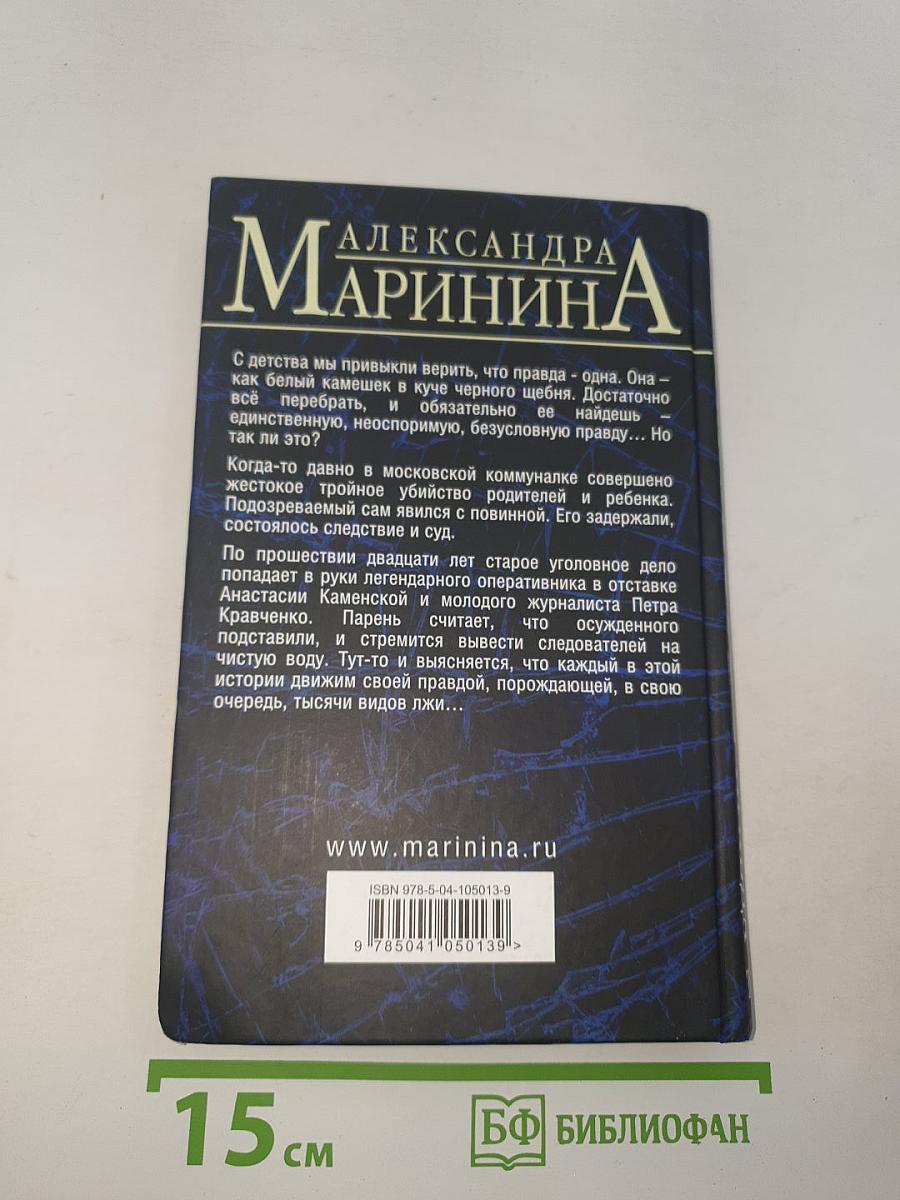 АЛЕКСАНДРА
МАРИНИНА
С детства мы привыкли верить, что правда - одна. Она –
как белый камешек в куче черного щебня. Достаточно
всё перебрать, и обязательно ее найдешь –
единственную, неоспоримую, безусловную правду... Но
так ли это?
Когда-то давно в московской коммуналке совершено
жестокое тройное убийство родителей и ребенка.
Подозреваемый сам явился с повинной. Его задержали,
состоялось следствие и суд.
По прошествии двадцати лет старое уголовное дело
попадает в руки легендарного оперативника в отставке
Анастасии Каменской и молодого журналиста Петра
Кравченко. Парень считает, что осужденного
подставили, и стремится вывести следователей на
чистую воду. Тут-то и выясняется, что каждый в этой
истории движим своей правдой, порождающей, в свою
очередь, тысячи видов лжи...
www.marinina.ru
ISBN 978-5-04-105013-9
9 785041 050139 >
15 см
БФ БИБЛИОФАН